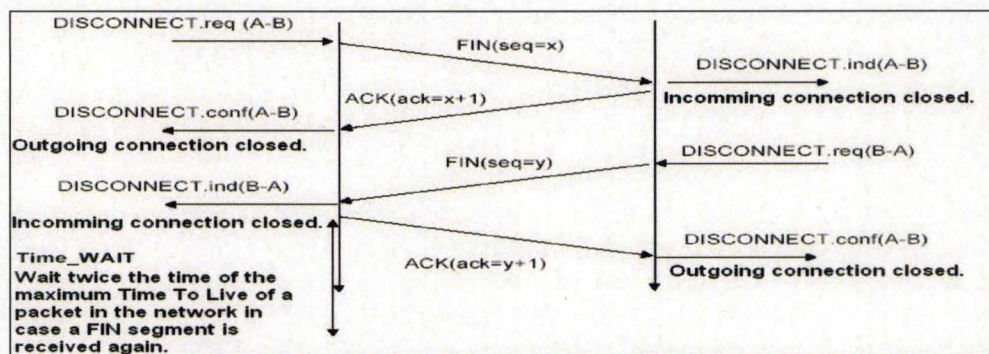 DISCONNECT.req (A-B)
FIN(seq=x)
DISCONNECT.ind(A-B)
Incomming connection closed.
ACK(ack=x+1)
DISCONNECT.conf(A-B)
Outgoing connection closed.
DISCONNECT.req(B-A)
FIN(seq=y)
DISCONNECT.ind(B-A)
Incomming connection closed.
DISCONNECT.conf(A-B)
ACK(ack=y+1)
Outgoing connection closed.
Time_WAIT
Wait twice the time of the
maximum Time To Live of a
packet in the network in
case a FIN segment is
received again.